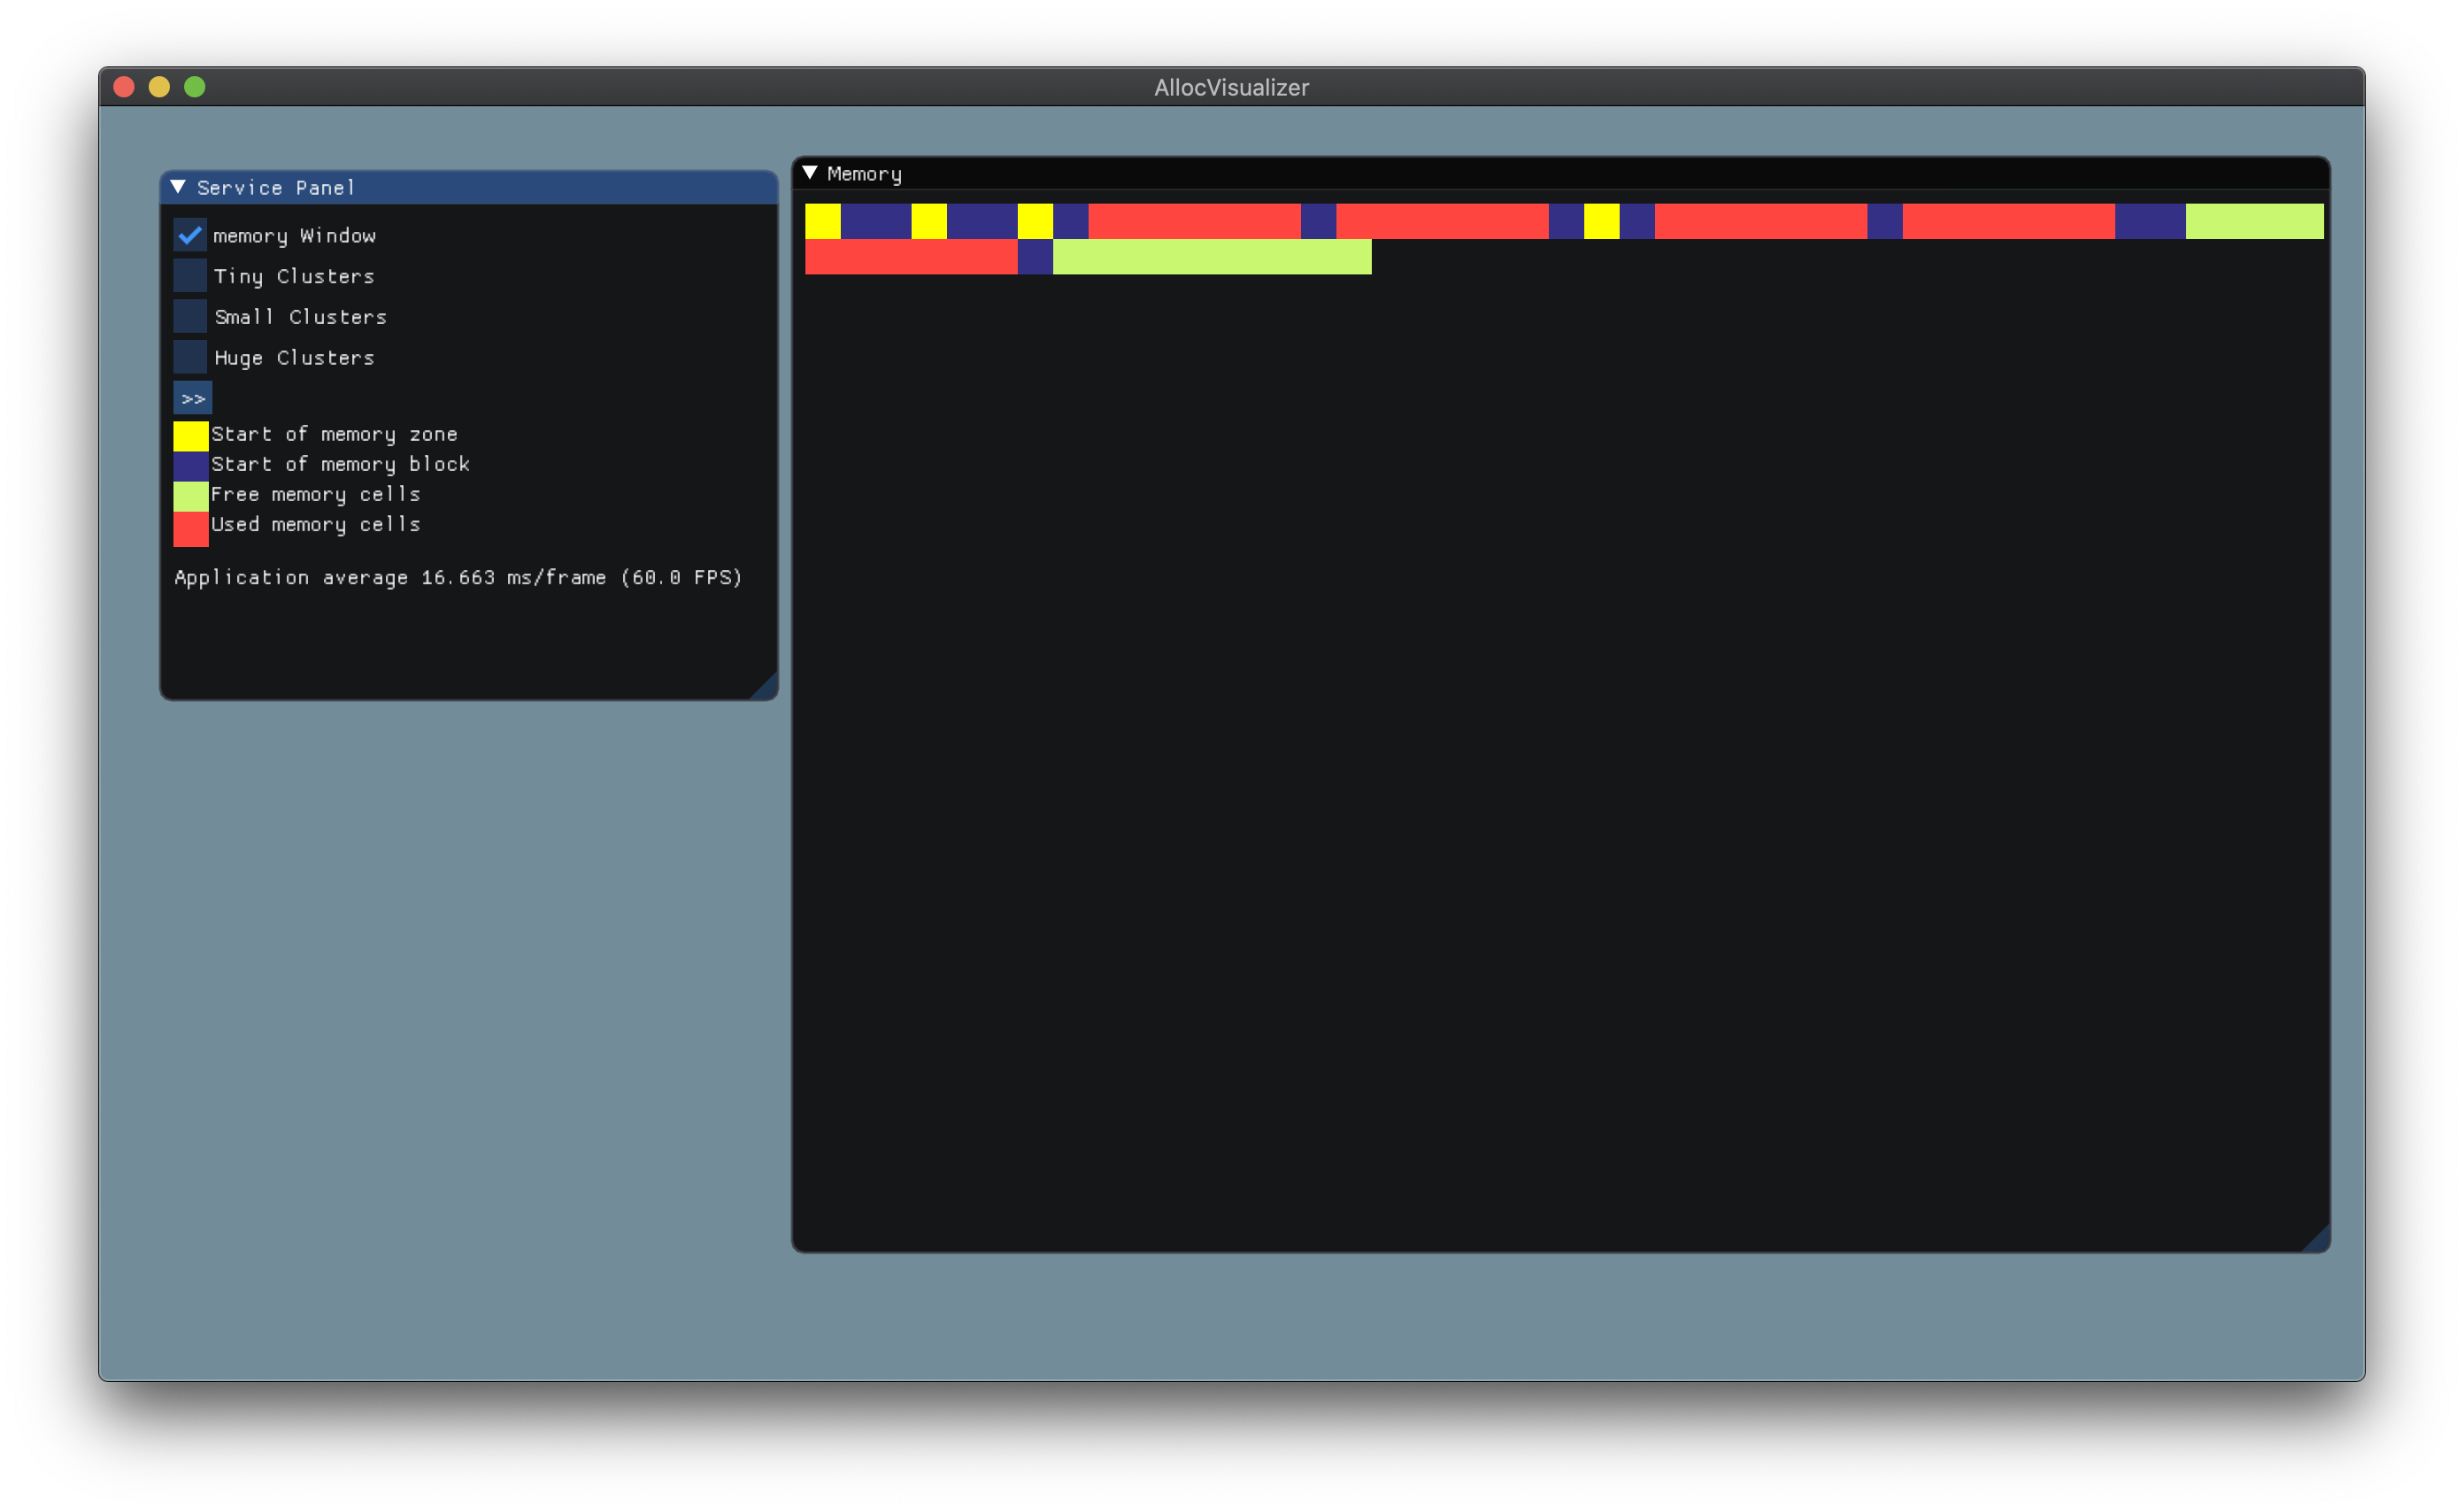 AllocVisualizer
Service Panel
memory Window
Tiny Clusters
Small Clusters
Huge Clusters
>>
Start of memory zone
Start of memory block
Free memory cells
Used memory cells
Application average 16.663 ms/frame (60.0 FPS)
Memory